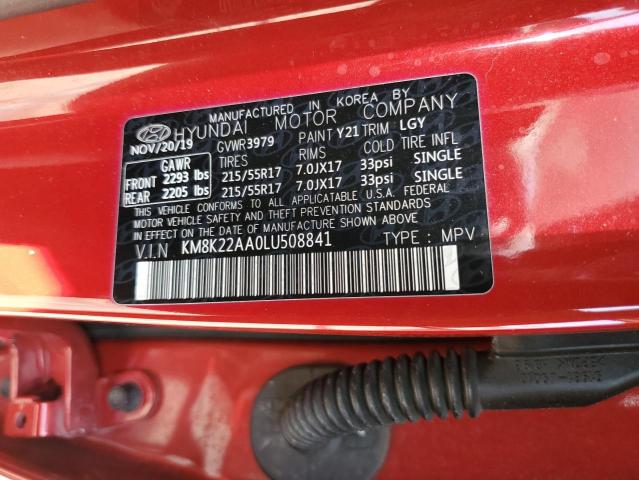 MANUFACTURED IN KOREA BY
HYUNDAI MOTOR COMPANY
NOV/20/19 GVWR3979 PAINT Y21 TRIM LGY
GAWR TIRES RIMS COLD TIRE INFL
FRONT 2293 lbs 215/55R17 7.0JX17 33psi SINGLE
REAR 2205 lbs 215/55R17 7.0JX17 33psi SINGLE
THIS VEHICLE CONFORMS TO ALL APPLICATABLE U.S.A. FEDERAL
MOTOR VEHICLE SAFETY AND THEFT PREVENTION STANDARDS
IN EFFECT ON THE DATE OF MANUFACTURE SHOWN ABOVE.
V.I.N KM8K22AA0LU508841 TYPE : MPV